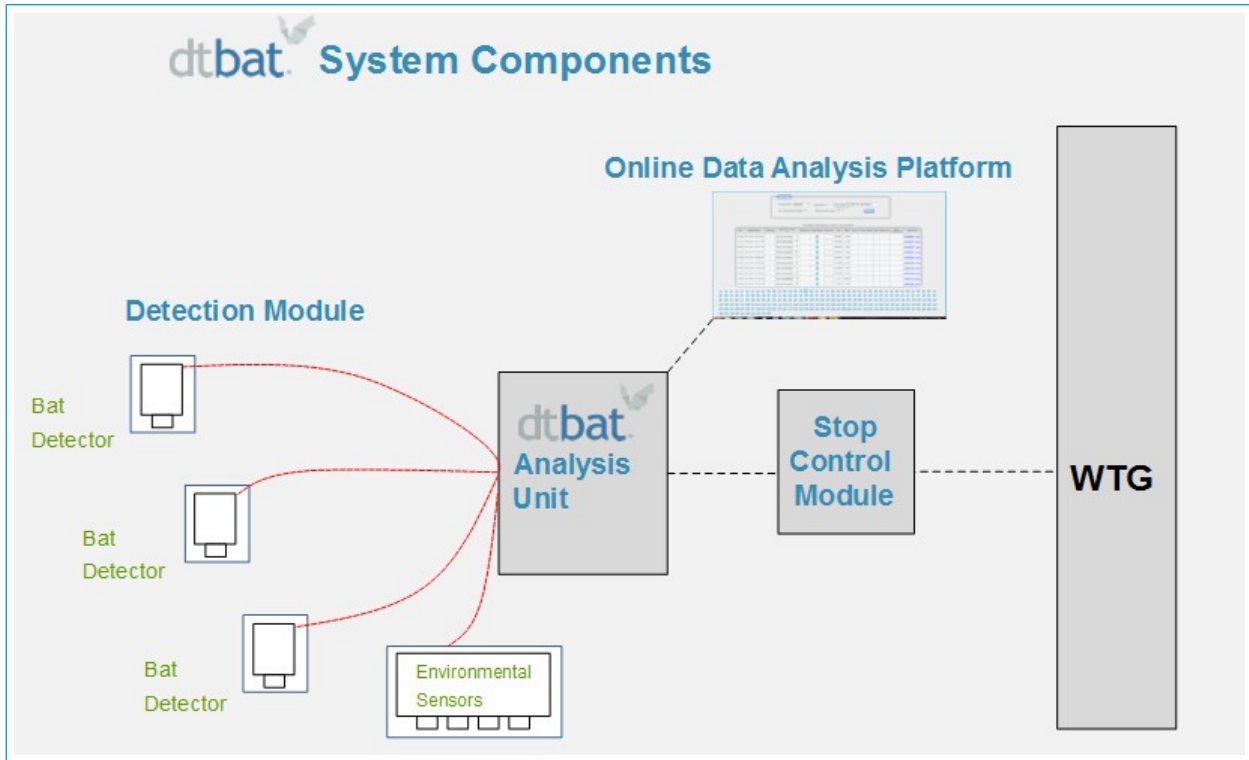 dtbat. System Components
Online Data Analysis Platform
Detection Module
Bat
Detector
Bat
Detector
Bat
Detector
Environmental
Sensors
dtbat.
Analysis
Unit
Stop
Control
Module
WTG